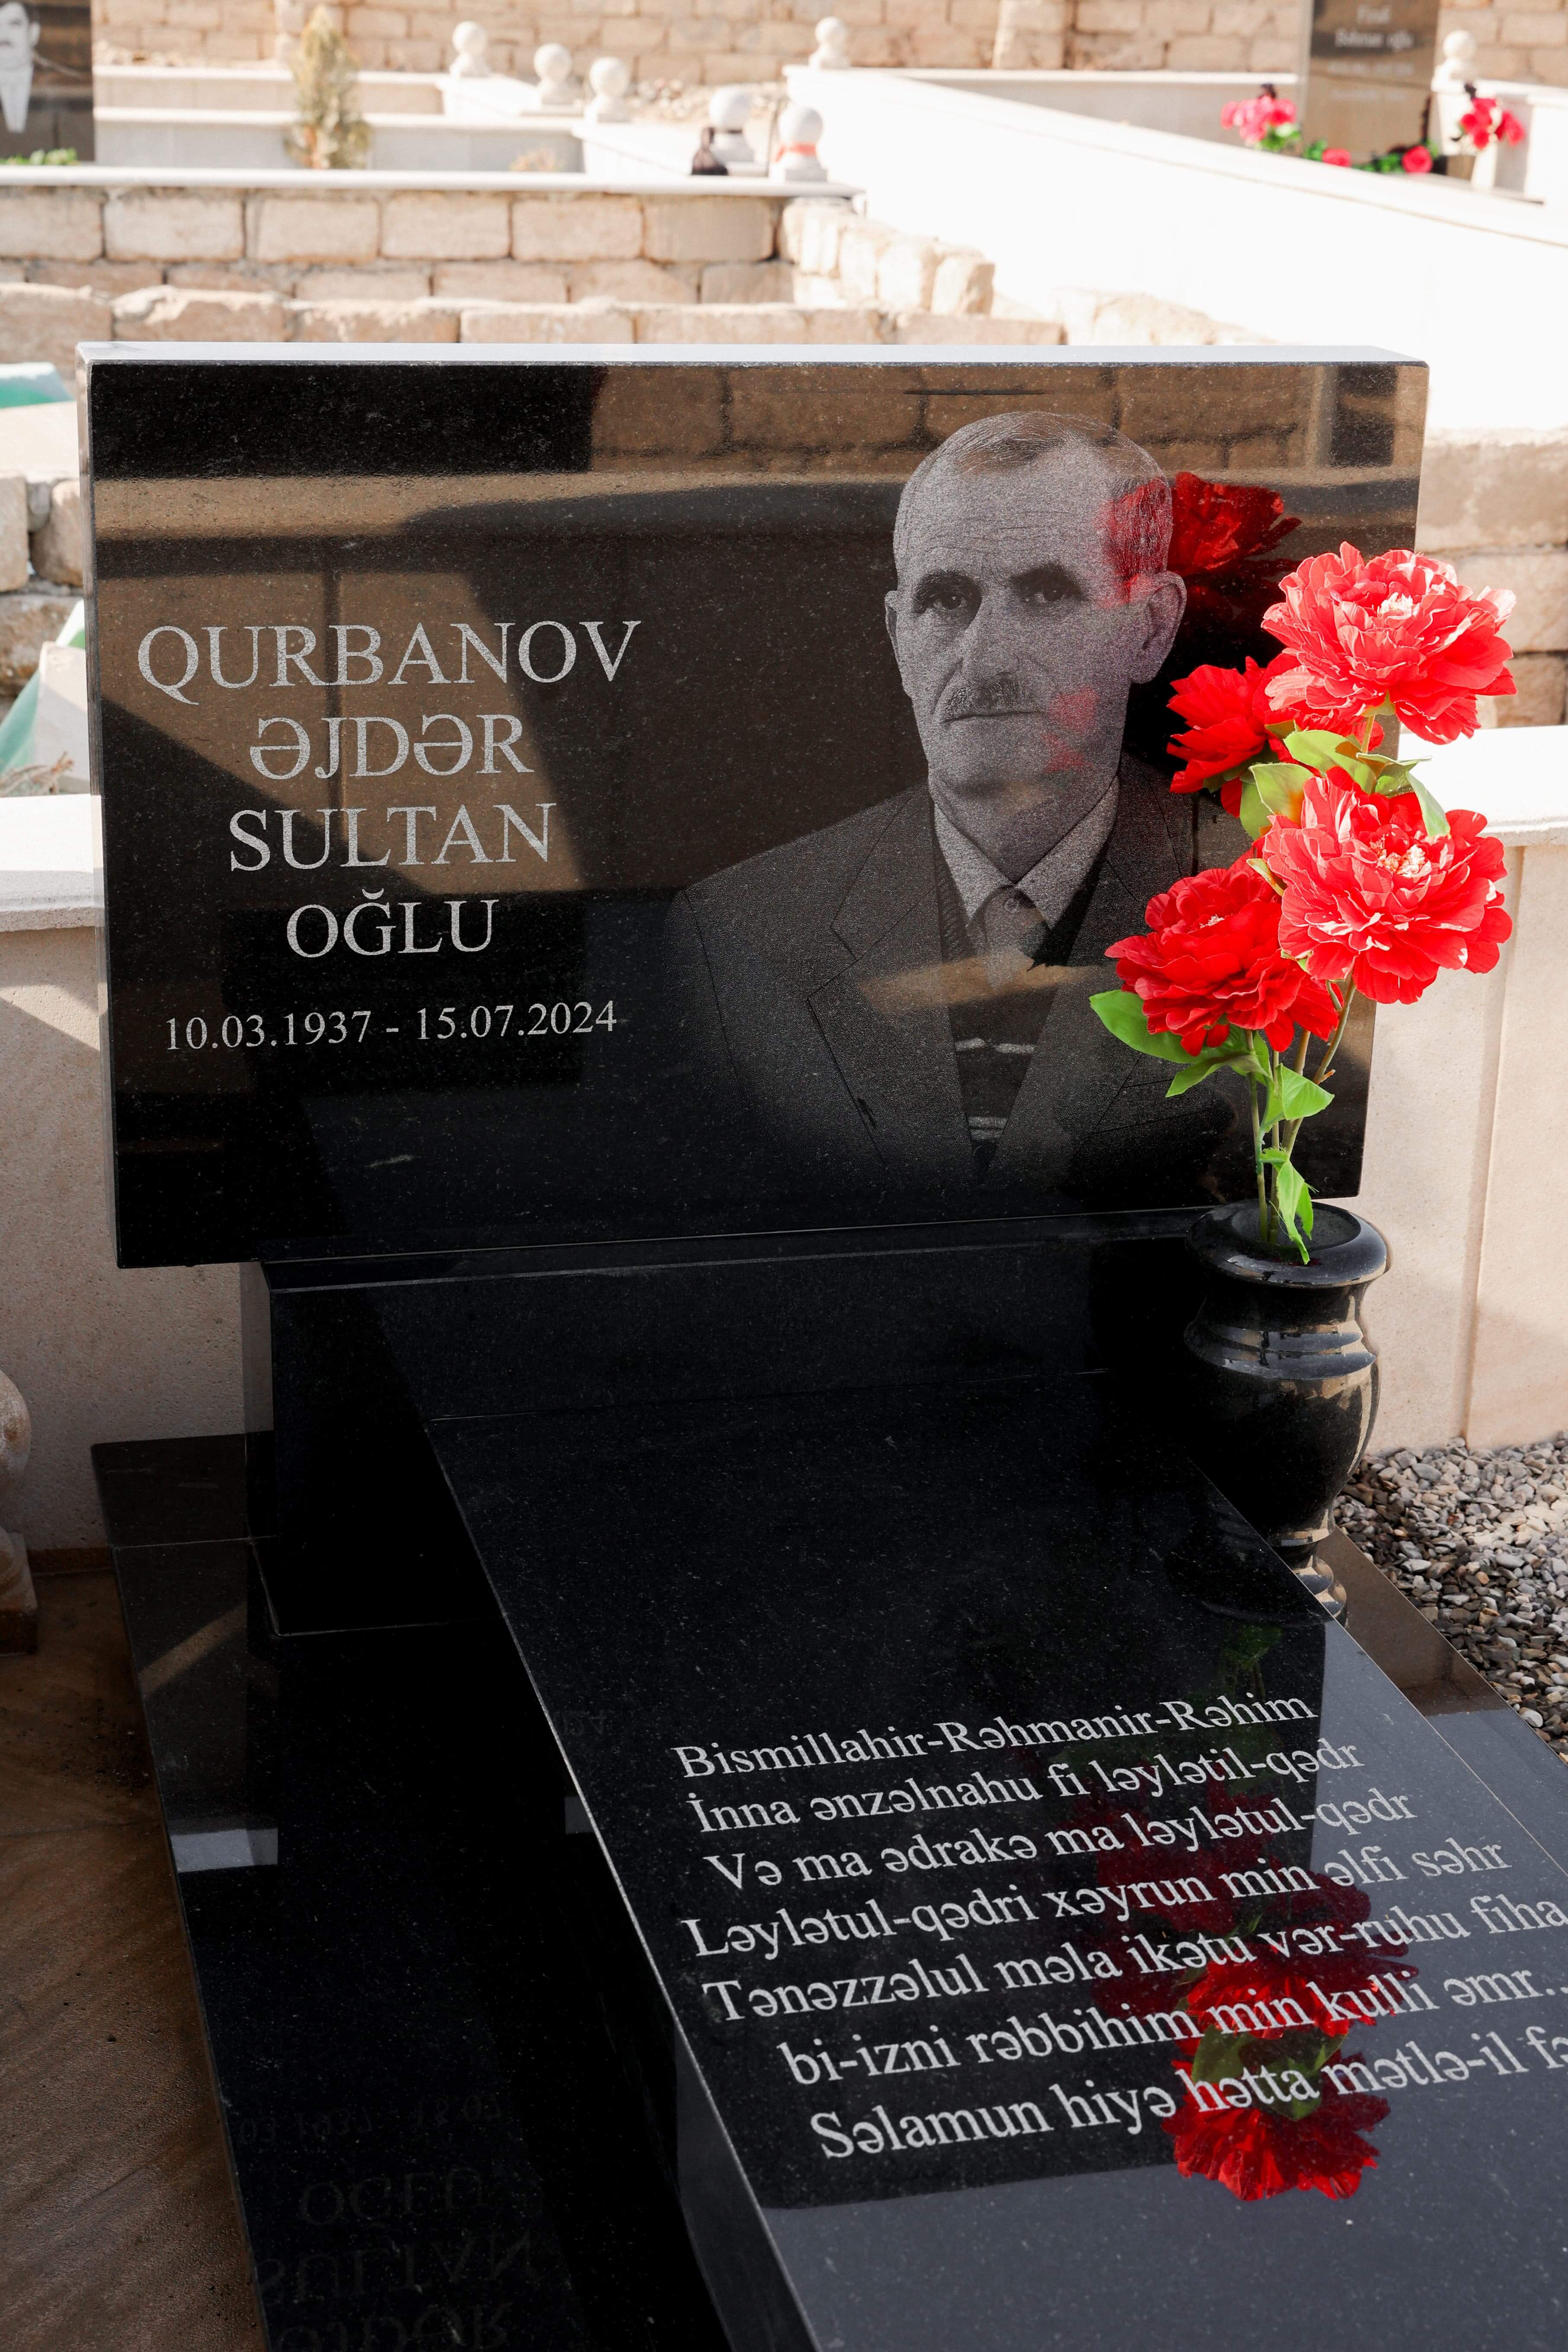 QURBANOV
ƏJDƏR
SULTAN
OĞLU
10.03.1937 - 15.07.2024
Bismillahir-Rəhmanir-Rəhim
İnna ənzəlnahu fi ləylətil-qədr
Və ma ədrakə ma ləylətul-qədr
Ləylətul-qədri xəyrun min əlfi səhr
Tənəzzəlul məla ikətu vər-ruhu fiha
bi-izni rəbbihim min kulli əmr.
Səlamun hiyə hətta mətlə-il